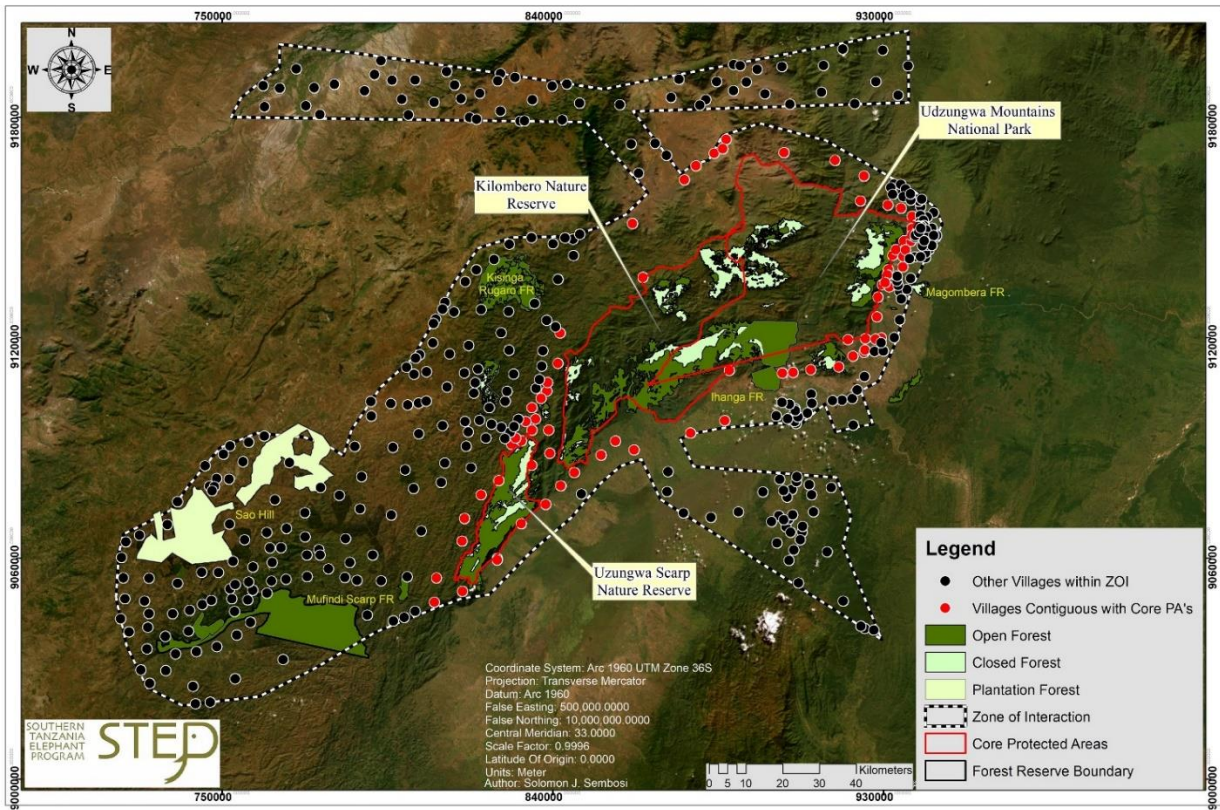 750000
840000
930000
N
W
E
S
9180000
9180000
Udzungwa Mountains
National Park
Kilombero Nature
Reserve
Kisinga
Rugaro FR
Magombera FR
9120000
9120000
Ihanga FR
Sao Hill
Uzungwa Scarp
Nature Reserve
Mufindi Scarp FR
9060000
9060000
Legend
Other Villages within ZOI
Villages Contiguous with Core PA's
Open Forest
Closed Forest
Plantation Forest
Zone of Interaction
Core Protected Areas
Forest Reserve Boundary
Coordinate System: Arc 1960 UTM Zone 36S
Projection: Transverse Mercator
Datum: Arc 1960
False Easting: 500,000.0000
False Northing: 10,000,000.0000
Central Meridian: 33.0000
Scale Factor: 0.9996
Latitude Of Origin: 0.0000
Units: Meter
Author: Solomon J. Sembosi
Kilometers
0 5 10 20 30 40
SOUTHERN
TANZANIA
ELEPHANT
PROGRAM
STEP
9000000
9000000
750000
840000
930000